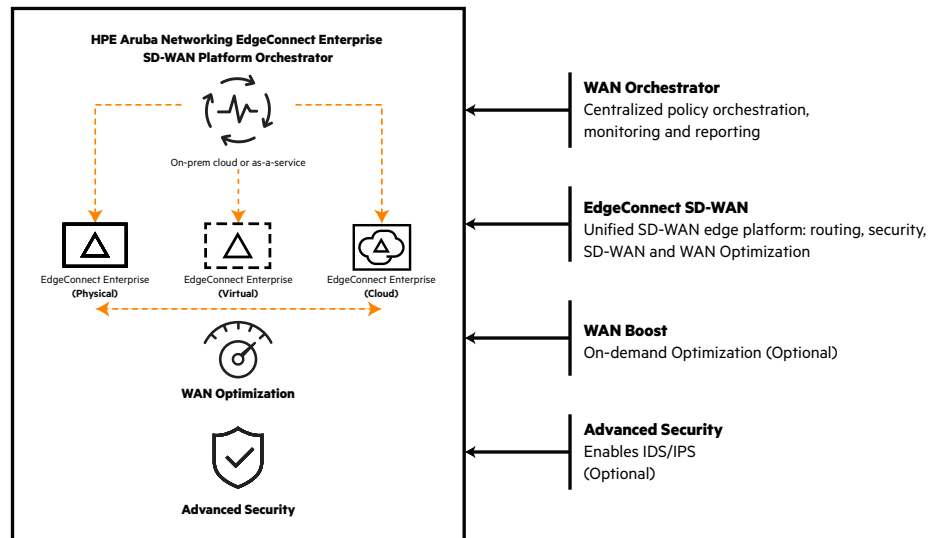 HPE Aruba Networking EdgeConnect Enterprise
SD-WAN Platform Orchestrator
On-prem cloud or as-a-service
EdgeConnect Enterprise
(Physical)
EdgeConnect Enterprise
(Virtual)
EdgeConnect Enterprise
(Cloud)
WAN Optimization
Advanced Security
WAN Orchestrator
Centralized policy orchestration,
monitoring and reporting
EdgeConnect SD-WAN
Unified SD-WAN edge platform: routing, security,
SD-WAN and WAN Optimization
WAN Boost
On-demand Optimization (Optional)
Advanced Security
Enables IDS/IPS
(Optional)